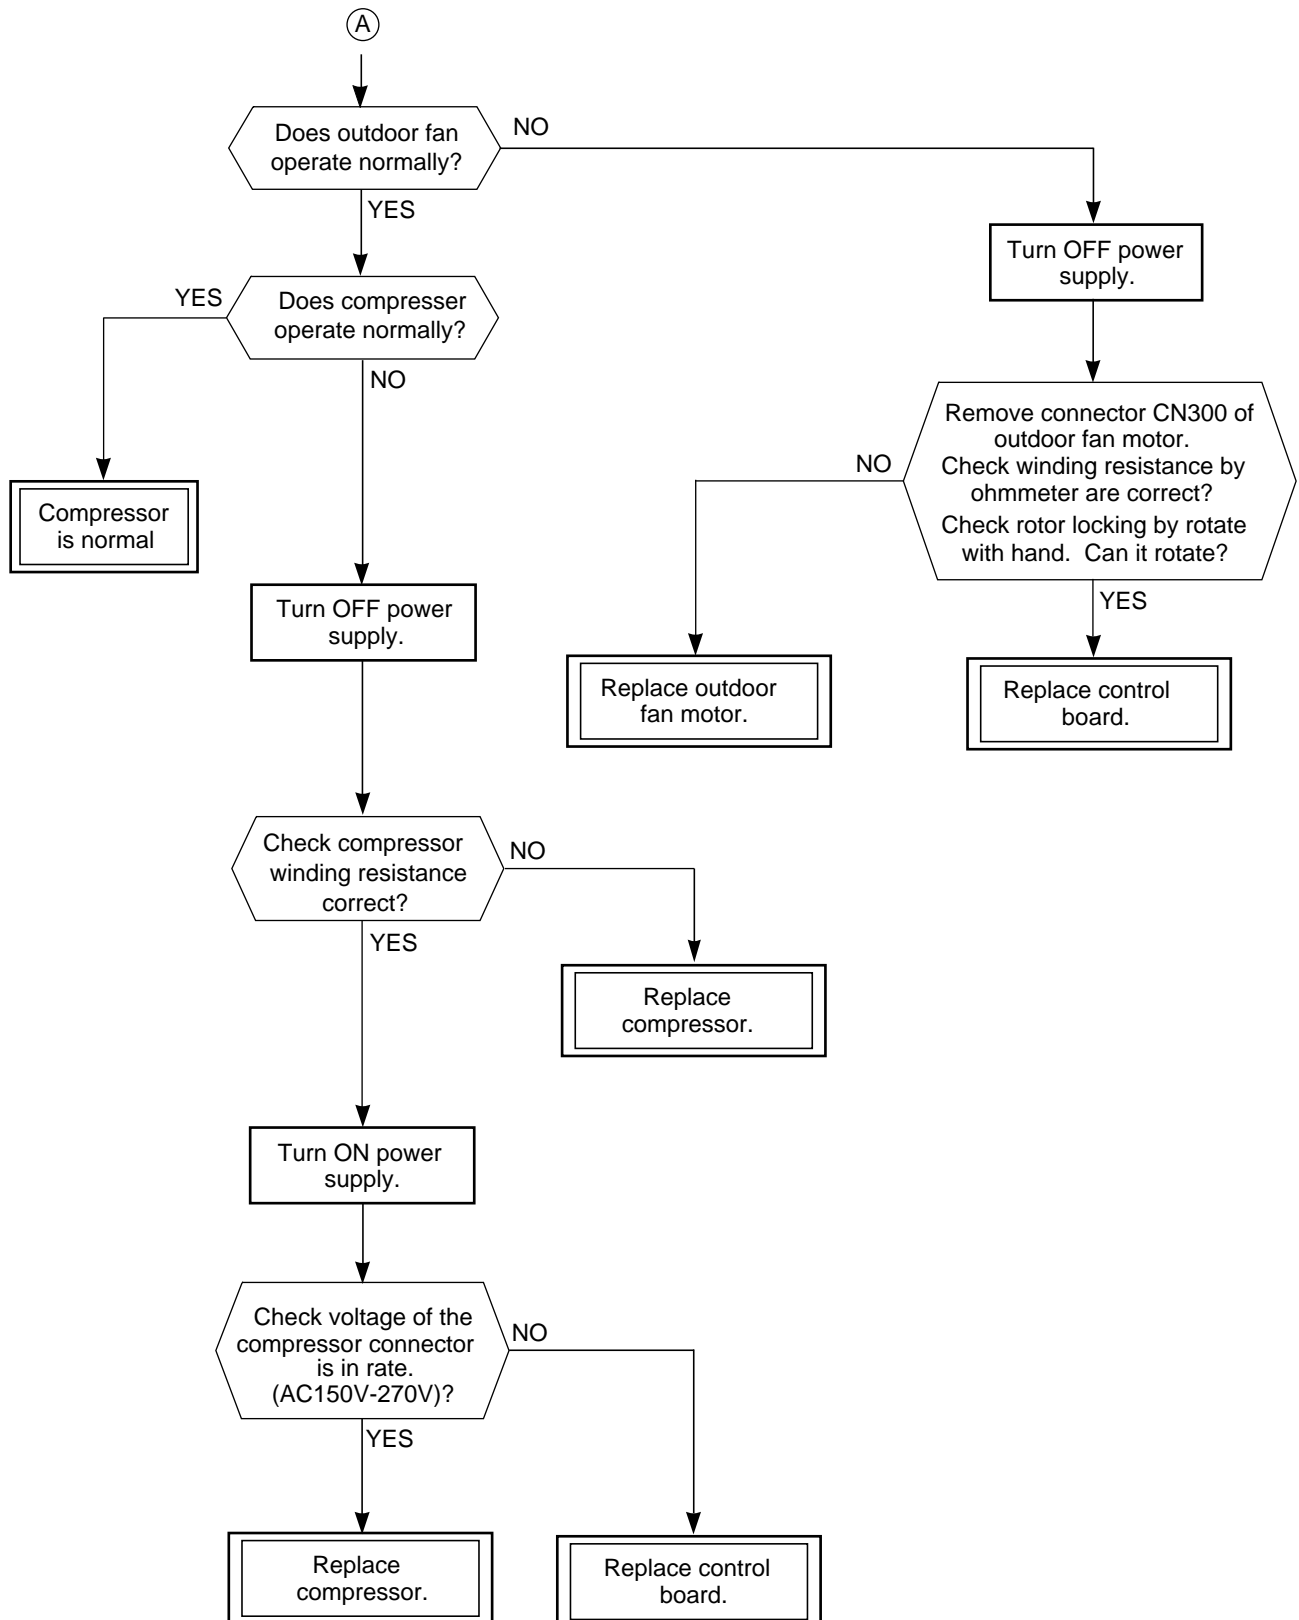 A
Does outdoor fan
operate normally?
NO
YES
Turn OFF power
supply.
YES
Does compresser
operate normally?
NO
Remove connector CN300 of
outdoor fan motor.
Check winding resistance by
ohmmeter are correct?
Check rotor locking by rotate
with hand. Can it rotate?
NO
YES
Compressor
is normal
Turn OFF power
supply.
Replace outdoor
fan motor.
Replace control
board.
Check compressor
winding resistance
correct?
NO
YES
Replace
compressor.
Turn ON power
supply.
Check voltage of the
compressor connector
is in rate.
(AC150V-270V)?
NO
YES
Replace
compressor.
Replace control
board.